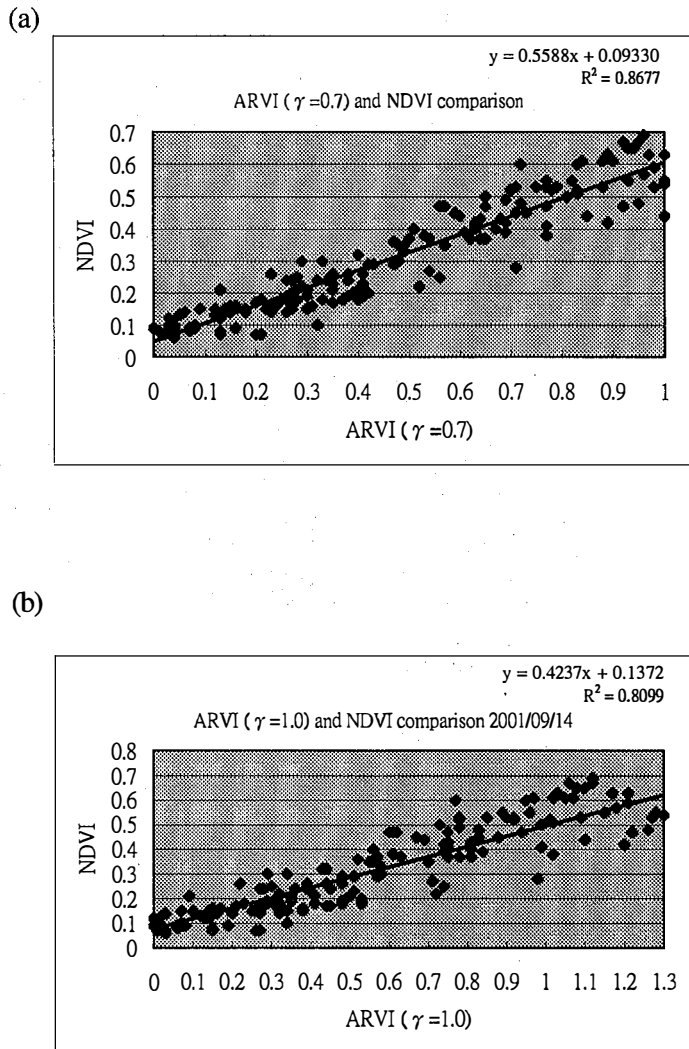 (a)
y = 0.5588x + 0.09330
R² = 0.8677
ARVI ( γ =0.7) and NDVI comparison
0.7
0.6
0.5
0.4
0.3
0.2
0.1
0
NDVI
0 0.1 0.2 0.3 0.4 0.5 0.6 0.7 0.8 0.9 1
ARVI ( γ =0.7)
(b)
y = 0.4237x + 0.1372
R² = 0.8099
ARVI ( γ=1.0) and NDVI comparison 2001/09/14
0.8
0.7
0.6
0.5
0.4
0.3
0.2
0.1
0
NDVI
0 0.1 0.2 0.3 0.4 0.5 0.6 0.7 0.8 0.9 1 1.1 1.2 1.3
ARVI ( γ =1.0)